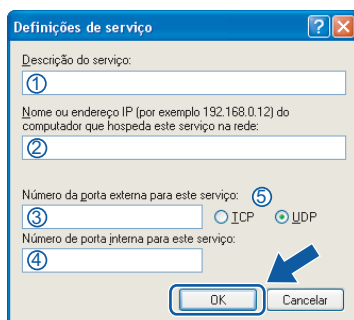 Definições de serviço
Descrição do serviço:
①
Nome ou endereço IP (por exemplo 192.168.0.12) do
computador que hospeda este serviço na rede:
②
Número da porta externa para este serviço: ⑤
③ TCP UDP
Número de porta interna para este serviço:
④
OK Cancelar